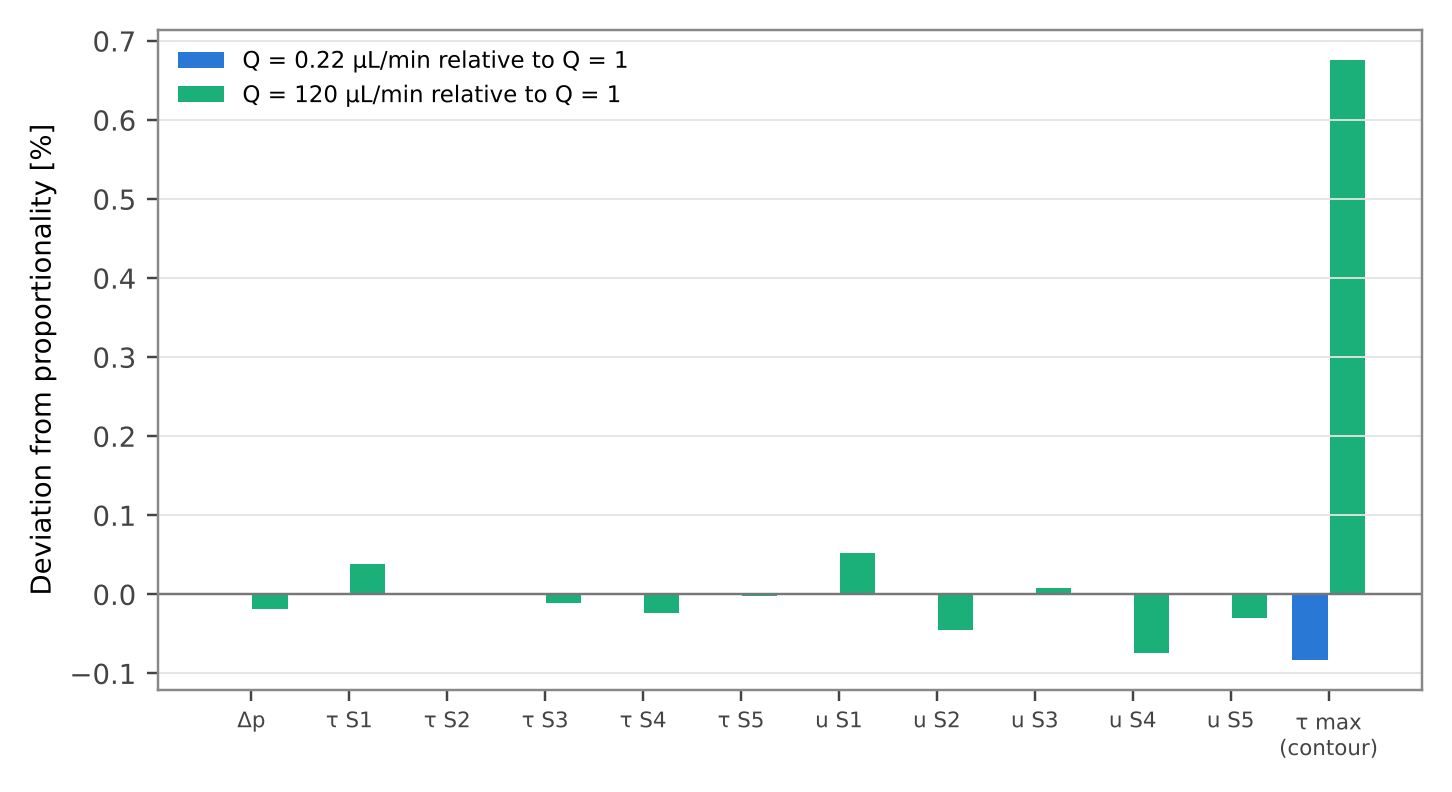 Q = 0.22 µL/min relative to Q = 1
Q = 120 µL/min relative to Q = 1
Deviation from proportionality [%]
0.7
0.6
0.5
0.4
0.3
0.2
0.1
0.0
−0.1
Δp τ S1 τ S2 τ S3 τ S4 τ S5 u S1 u S2 u S3 u S4 u S5 τ max
(contour)